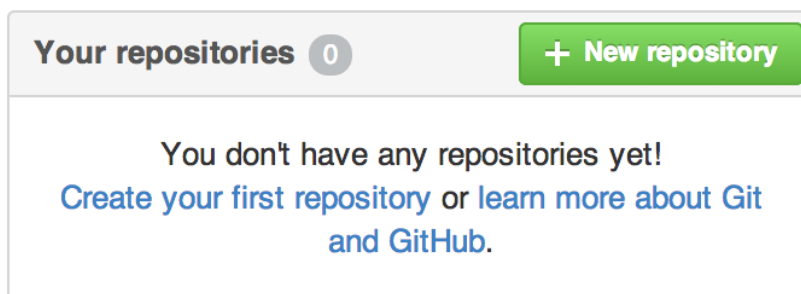 Your repositories 0 + New repository
You don't have any repositories yet!
Create your first repository or learn more about Git
and GitHub.